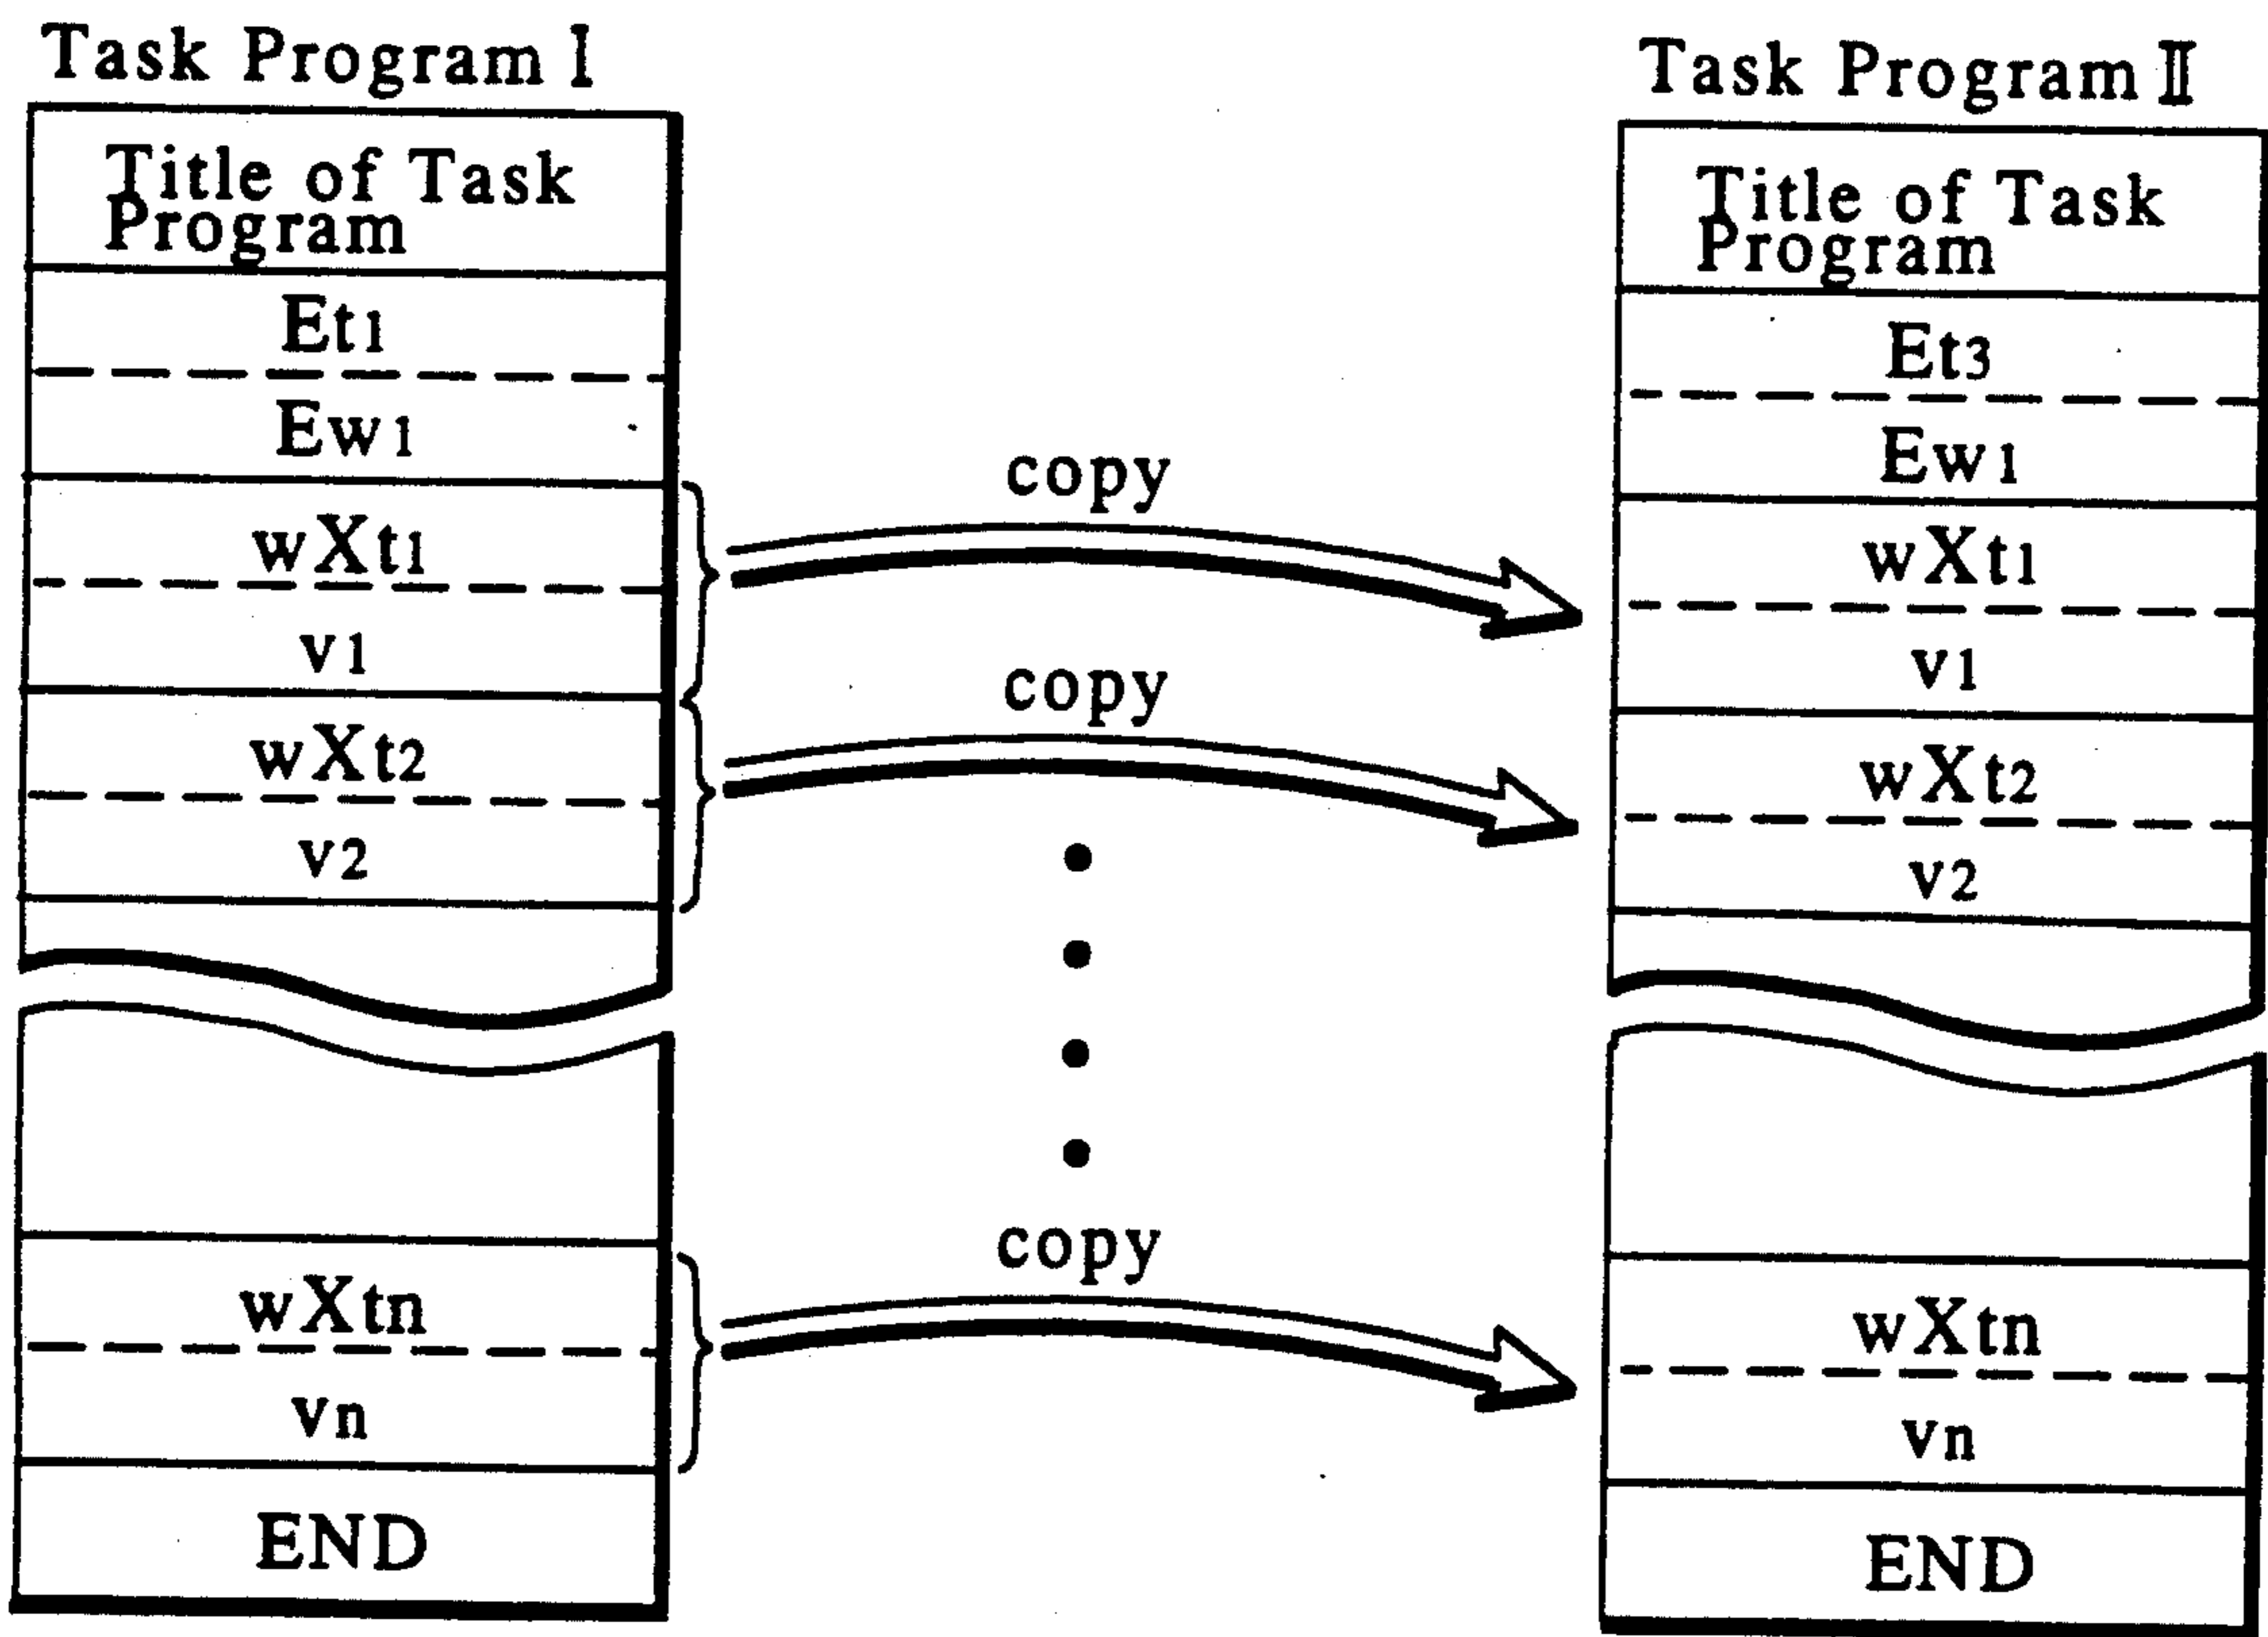 Task Program I
Title of Task
Program
Et1
Ew1
wXt1
v1
wXt2
v2
wXtn
vn
END
copy
copy
copy
Task Program II
Title of Task
Program
Et3
Ew1
wXt1
v1
wXt2
v2
wXtn
vn
END